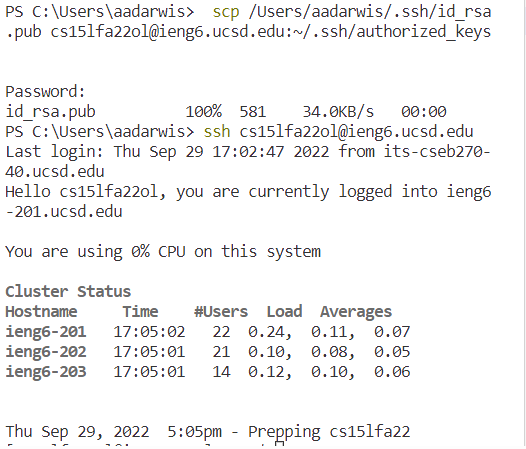 PS C:\Users\aadarwis>  scp /Users/aadarwis/.ssh/id_rsa
.pub cs15lfa22ol@ieng6.ucsd.edu:~/.ssh/authorized_keys
Password:
id_rsa.pub          100%  581    34.0KB/s   00:00
PS C:\Users\aadarwis> ssh cs15lfa22ol@ieng6.ucsd.edu
Last login: Thu Sep 29 17:02:47 2022 from its-cseb270-
40.ucsd.edu
Hello cs15lfa22ol, you are currently logged into ieng6
-201.ucsd.edu
You are using 0% CPU on this system
Cluster Status
Hostname     Time    #Users  Load  Averages
ieng6-201   17:05:02   22  0.24,  0.11,  0.07
ieng6-202   17:05:01   21  0.10,  0.08,  0.05
ieng6-203   17:05:01   14  0.12,  0.10,  0.06
Thu Sep 29, 2022  5:05pm - Prepping cs15lfa22